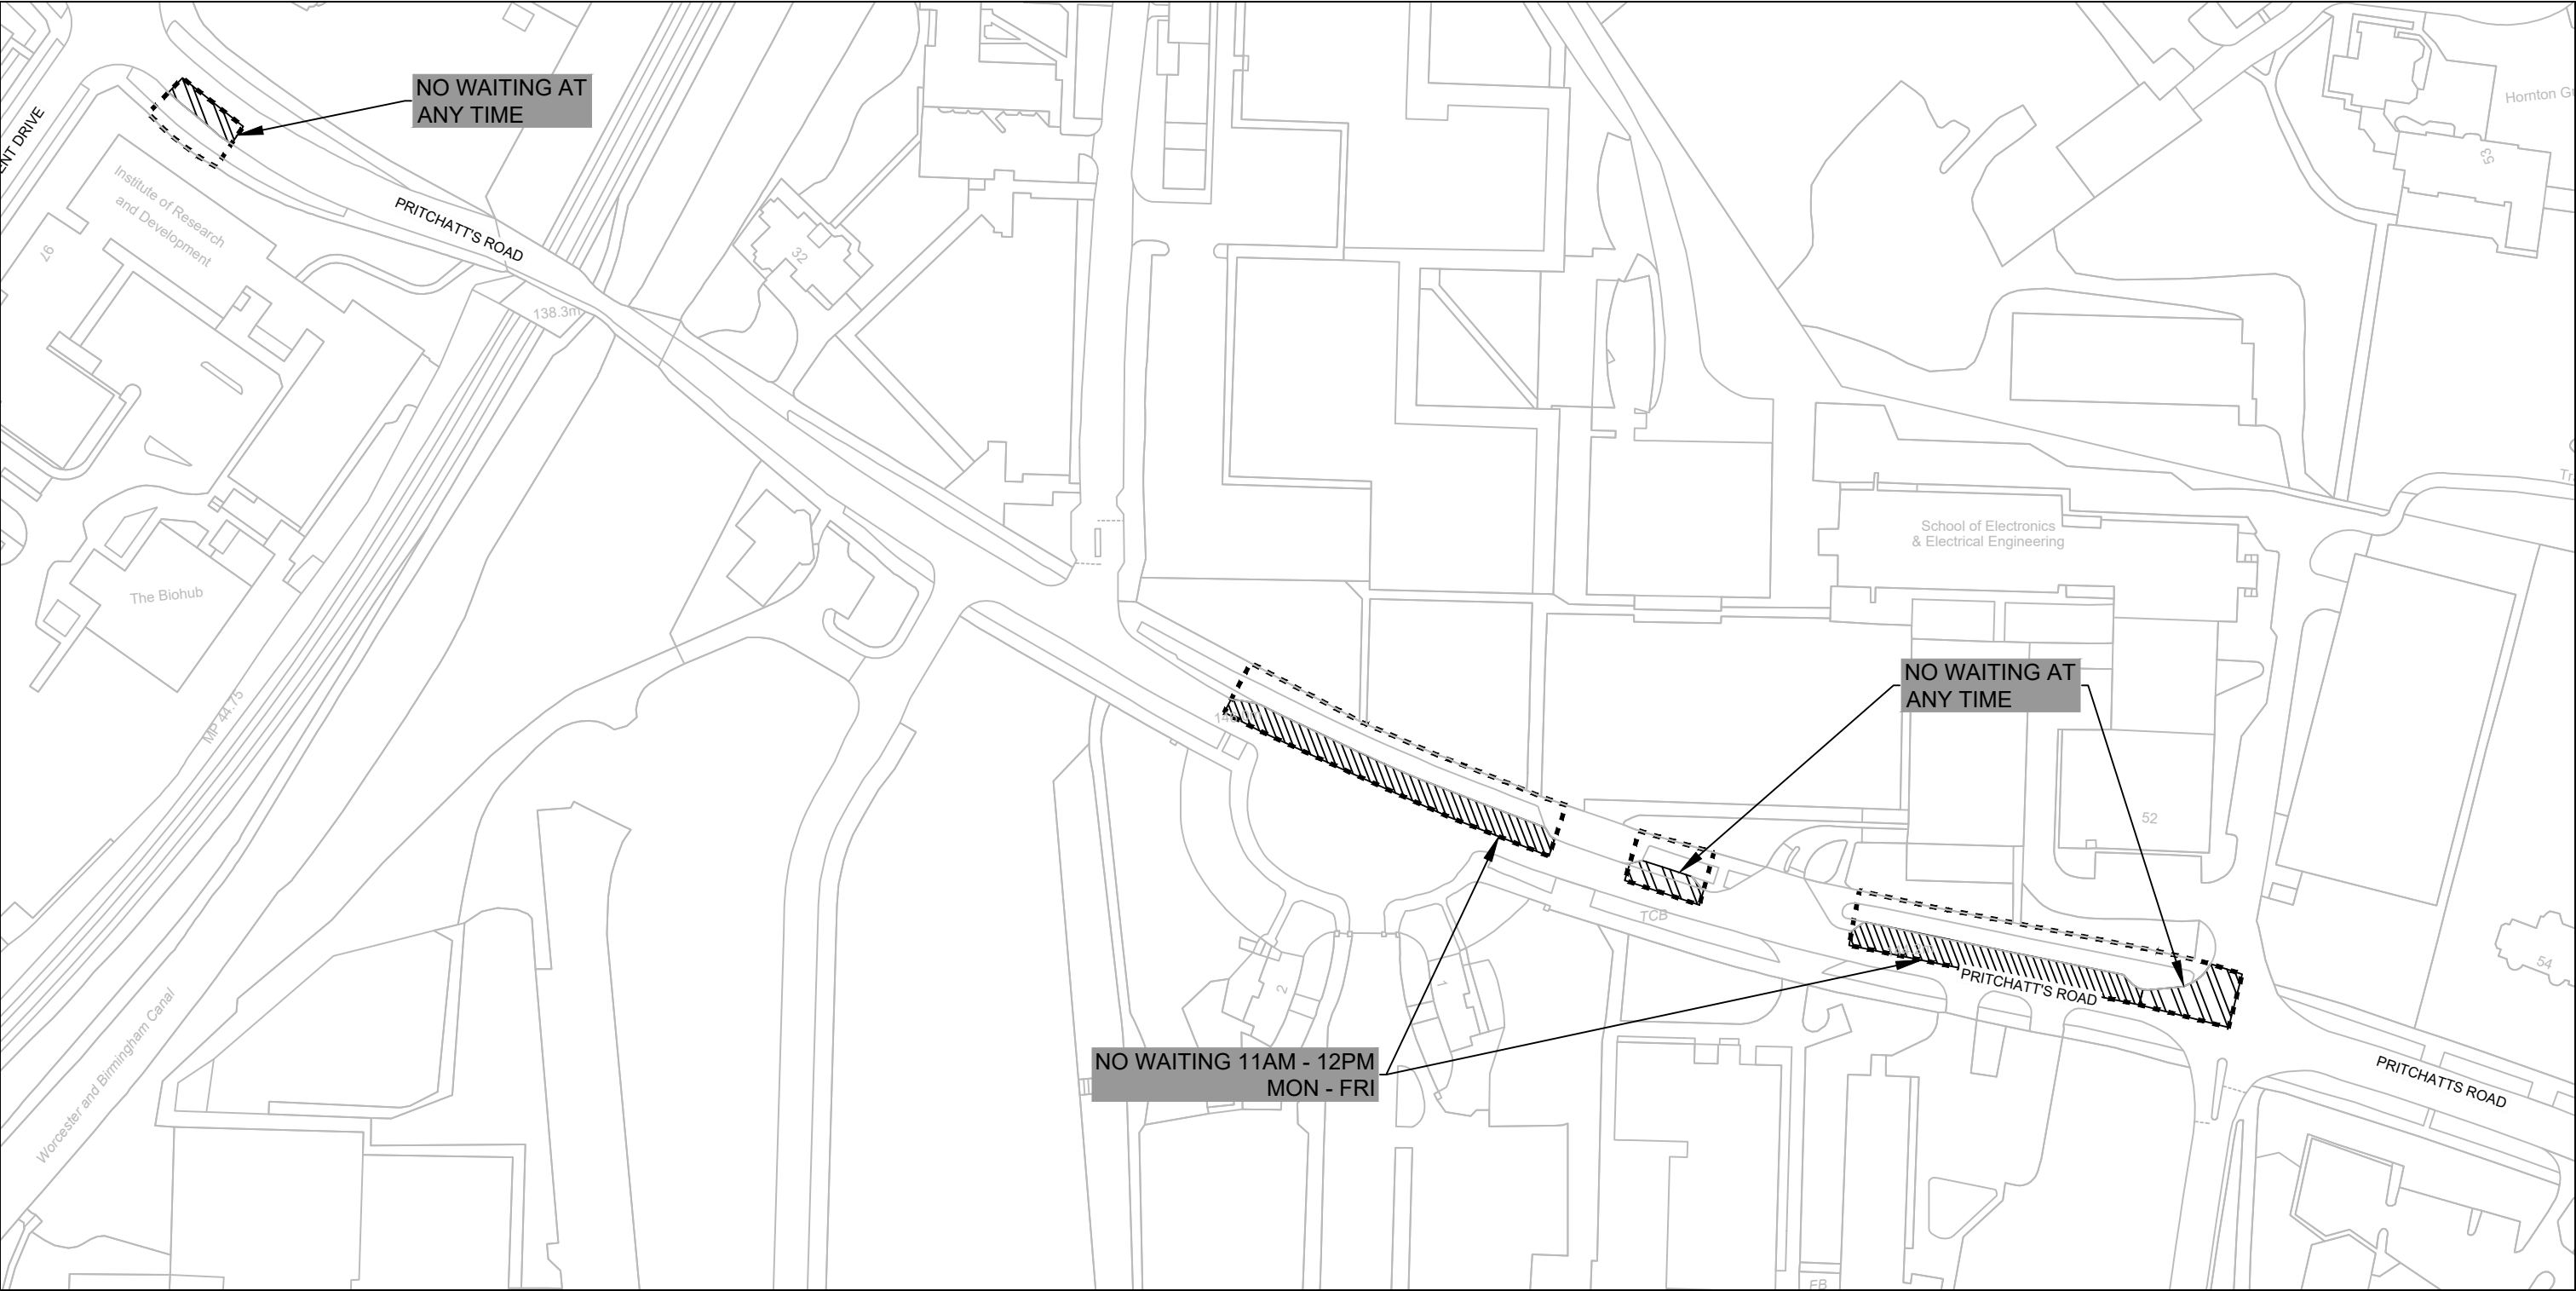 NO WAITING AT
ANY TIME
ENT DRIVE
Institute of Research
and Development
97
PRITCHATT'S ROAD
138.3m
32
Hornton G
53
The Biohub
MP 44.75
School of Electronics
& Electrical Engineering
NO WAITING AT
ANY TIME
52
TCB
PRITCHATT'S ROAD
54
2
1
NO WAITING 11AM - 12PM
MON - FRI
PRITCHATTS ROAD
Worcester and Birmingham Canal
FB